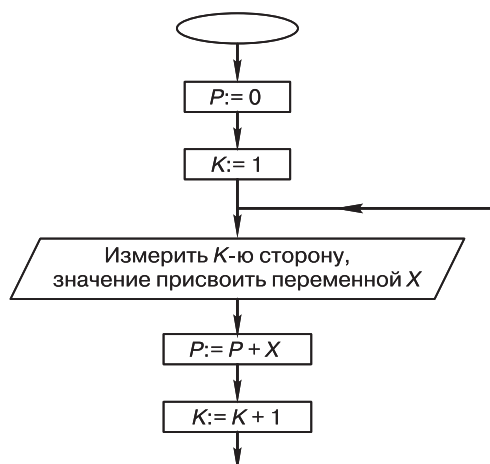 P:= 0
K:= 1
Измерить K-ю сторону,
значение присвоить переменной X
P:= P + X
K:= K + 1